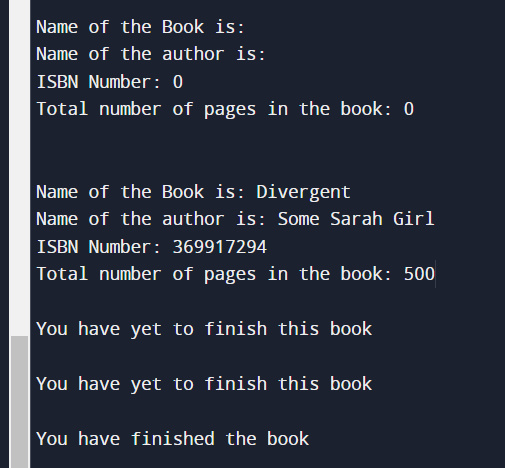 Name of the Book is:
Name of the author is:
ISBN Number: 0
Total number of pages in the book: 0
Name of the Book is: Divergent
Name of the author is: Some Sarah Girl
ISBN Number: 369917294
Total number of pages in the book: 500
You have yet to finish this book
You have yet to finish this book
You have finished the book